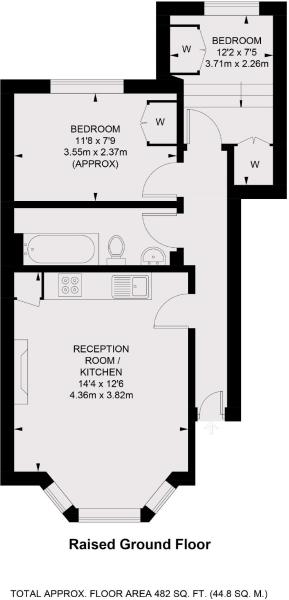 BEDROOM
12'2 x 7'5
3.71m x 2.26m
W
W
BEDROOM
11'8 x 7'9
3.55m x 2.37m
(APPROX)
W
RECEPTION
ROOM /
KITCHEN
14'4 x 12'6
4.36m x 3.82m
Raised Ground Floor
TOTAL APPROX. FLOOR AREA 482 SQ. FT. (44.8 SQ. M.)